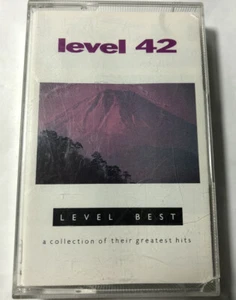 level 42
LEVEL BEST
a collection of their greatest hits